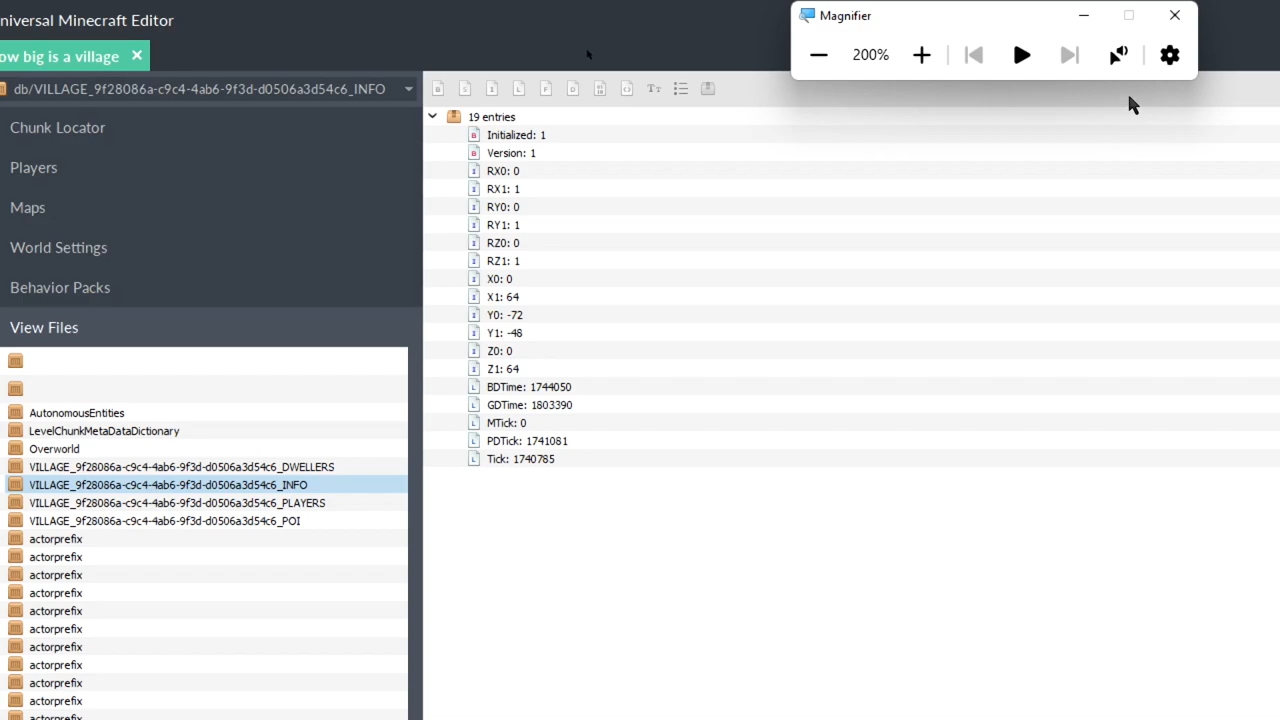 niversal Minecraft Editor
ow big is a village ×
db/VILLAGE_9f28086a-c9c4-4ab6-9f3d-d0506a3d54c6_INFO
Chunk Locator
Players
Maps
World Settings
Behavior Packs
View Files
AutonomousEntities
LevelChunkMetaDataDictionary
Overworld
VILLAGE_9f28086a-c9c4-4ab6-9f3d-d0506a3d54c6_DWELLERS
VILLAGE_9f28086a-c9c4-4ab6-9f3d-d0506a3d54c6_INFO
VILLAGE_9f28086a-c9c4-4ab6-9f3d-d0506a3d54c6_PLAYERS
VILLAGE_9f28086a-c9c4-4ab6-9f3d-d0506a3d54c6_POI
actorprefix
actorprefix
actorprefix
actorprefix
actorprefix
actorprefix
actorprefix
actorprefix
actorprefix
actorprefix
actorprefix
19 entries
Initialized: 1
Version: 1
RX0: 0
RX1: 1
RY0: 0
RY1: 1
RZ0: 0
RZ1: 1
X0: 0
X1: 64
Y0: -72
Y1: -48
Z0: 0
Z1: 64
BDTime: 1744050
GDTime: 1803390
MTick: 0
PDTick: 1741081
Tick: 1740785
Magnifier
200%